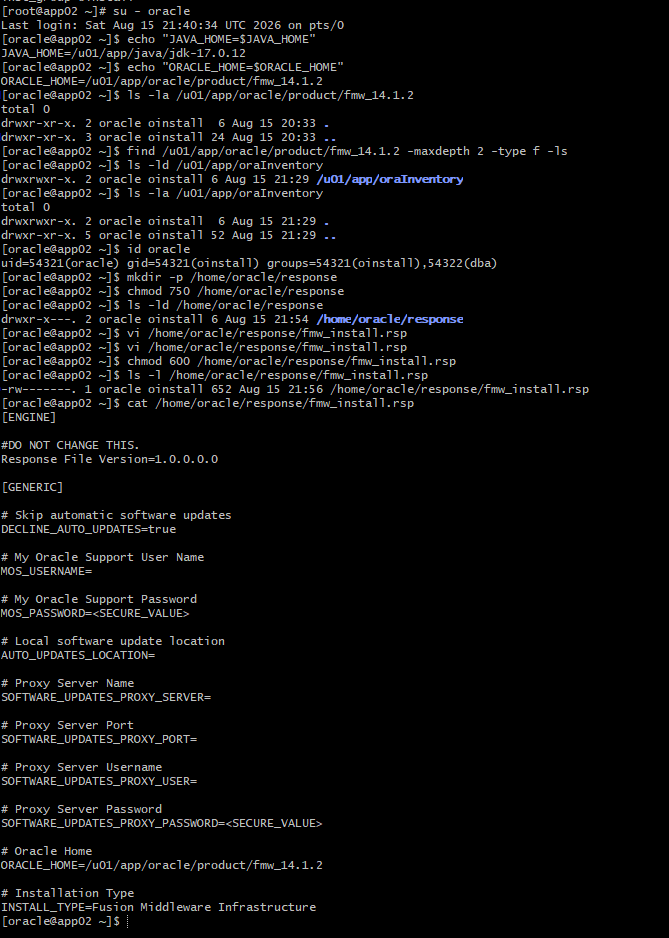 [root@app02 ~]# su - oracle
Last login: Sat Aug 15 21:40:34 UTC 2026 on pts/0
[oracle@app02 ~]$ echo "JAVA_HOME=$JAVA_HOME"
JAVA_HOME=/u01/app/java/jdk-17.0.12
[oracle@app02 ~]$ echo "ORACLE_HOME=$ORACLE_HOME"
ORACLE_HOME=/u01/app/oracle/product/fmw_14.1.2
[oracle@app02 ~]$ ls -la /u01/app/oracle/product/fmw_14.1.2
total 0
drwxr-xr-x. 2 oracle oinstall  6 Aug 15 20:33 .
drwxr-xr-x. 3 oracle oinstall 24 Aug 15 20:33 ..
[oracle@app02 ~]$ find /u01/app/oracle/product/fmw_14.1.2 -maxdepth 2 -type f -ls
[oracle@app02 ~]$ ls -ld /u01/app/oraInventory
drwxrwxr-x. 2 oracle oinstall 6 Aug 15 21:29 /u01/app/oraInventory
[oracle@app02 ~]$ ls -la /u01/app/oraInventory
total 0
drwxrwxr-x. 2 oracle oinstall  6 Aug 15 21:29 .
drwxr-xr-x. 5 oracle oinstall 52 Aug 15 21:29 ..
[oracle@app02 ~]$ id oracle
uid=54321(oracle) gid=54321(oinstall) groups=54321(oinstall),54322(dba)
[oracle@app02 ~]$ mkdir -p /home/oracle/response
[oracle@app02 ~]$ chmod 750 /home/oracle/response
[oracle@app02 ~]$ ls -ld /home/oracle/response
drwxr-x---. 2 oracle oinstall 6 Aug 15 21:54 /home/oracle/response
[oracle@app02 ~]$ vi /home/oracle/response/fmw_install.rsp
[oracle@app02 ~]$ vi /home/oracle/response/fmw_install.rsp
[oracle@app02 ~]$ chmod 600 /home/oracle/response/fmw_install.rsp
[oracle@app02 ~]$ ls -l /home/oracle/response/fmw_install.rsp
-rw-------. 1 oracle oinstall 652 Aug 15 21:56 /home/oracle/response/fmw_install.rsp
[oracle@app02 ~]$ cat /home/oracle/response/fmw_install.rsp
[ENGINE]

#DO NOT CHANGE THIS.
Response File Version=1.0.0.0.0

[GENERIC]

# Skip automatic software updates
DECLINE_AUTO_UPDATES=true

# My Oracle Support User Name
MOS_USERNAME=

# My Oracle Support Password
MOS_PASSWORD=<SECURE_VALUE>

# Local software update location
AUTO_UPDATES_LOCATION=

# Proxy Server Name
SOFTWARE_UPDATES_PROXY_SERVER=

# Proxy Server Port
SOFTWARE_UPDATES_PROXY_PORT=

# Proxy Server Username
SOFTWARE_UPDATES_PROXY_USER=

# Proxy Server Password
SOFTWARE_UPDATES_PROXY_PASSWORD=<SECURE_VALUE>

# Oracle Home
ORACLE_HOME=/u01/app/oracle/product/fmw_14.1.2

# Installation Type
INSTALL_TYPE=Fusion Middleware Infrastructure
[oracle@app02 ~]$